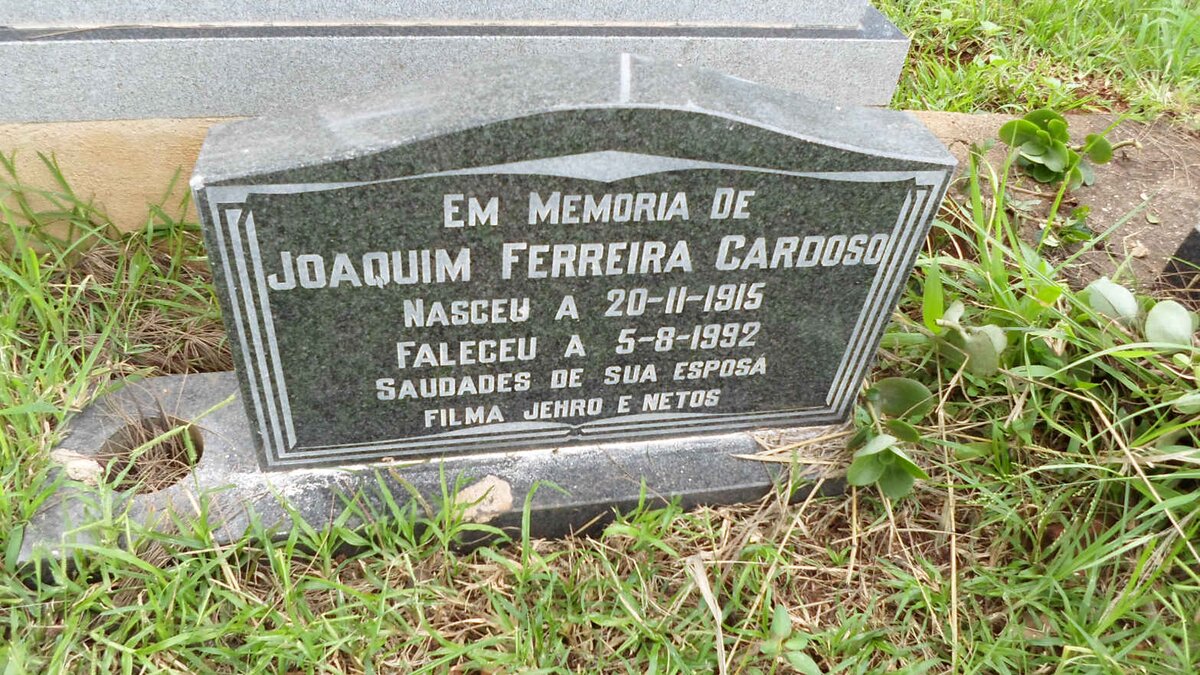 EM MEMORIA DE
JOAQUIM FERREIRA CARDOSO
NASCEU A 20-11-1915
FALECEU A 5-8-1992
SAUDADES DE SUA ESPOSA
FILMA JEHRO E NETOS